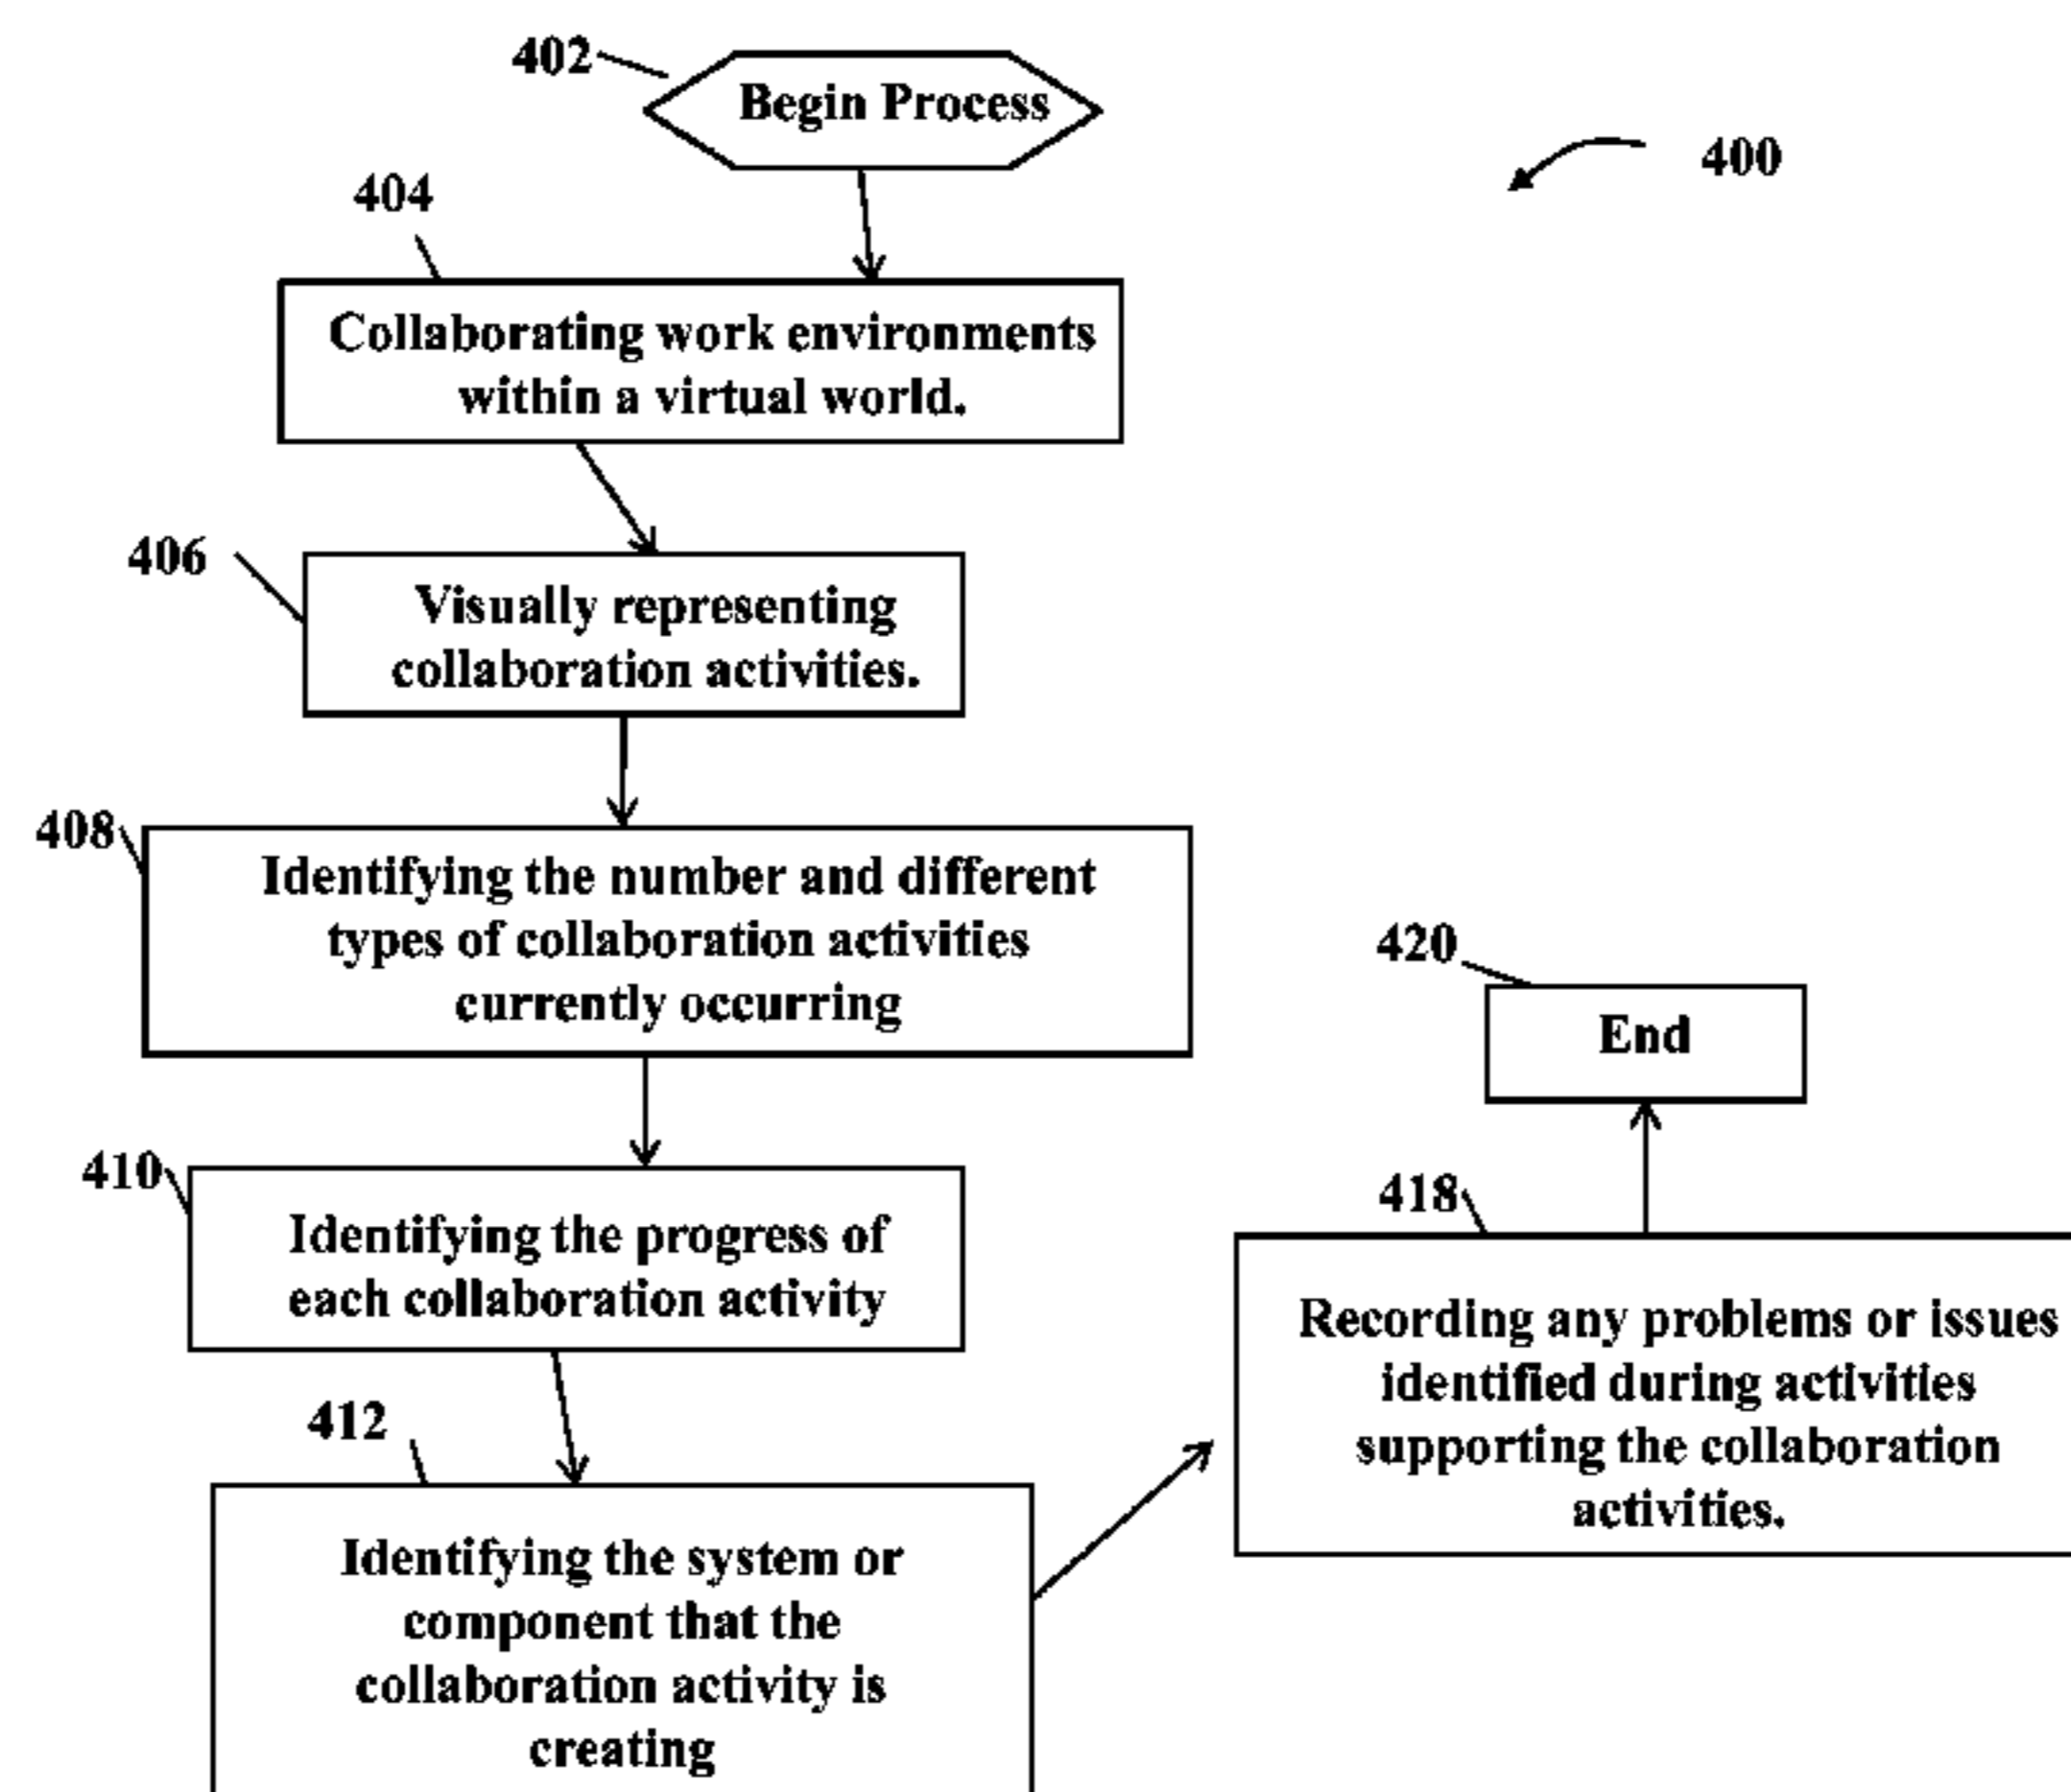 402
Begin Process
400
404
Collaborating work environments
within a virtual world.
406
Visually representing
collaboration activities.
408
Identifying the number and different
types of collaboration activities
currently occurring
410
Identifying the progress of
each collaboration activity
412
Identifying the system or
component that the
collaboration activity is
creating
418
Recording any problems or issues
identified during activities
supporting the collaboration
activities.
420
End